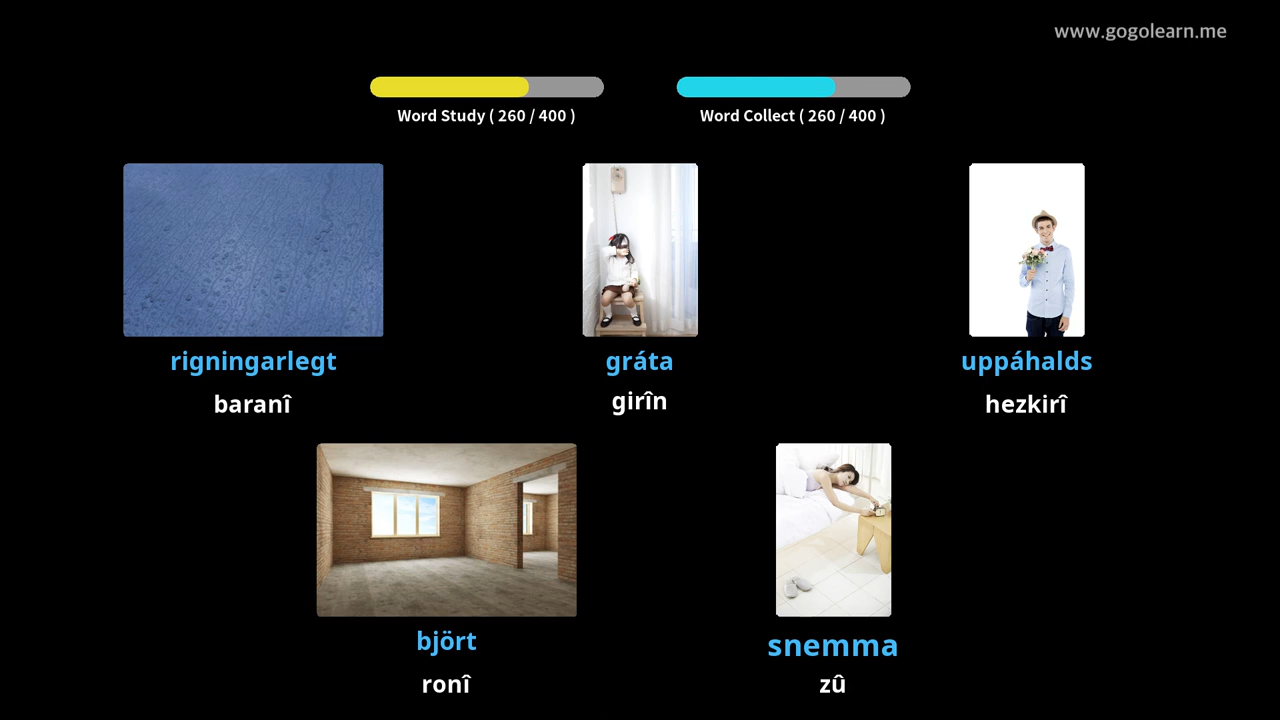 www.gogolearn.me
Word Study ( 260 / 400 )
Word Collect ( 260 / 400 )
rigningarlegt
baranî
gráta
girîn
uppáhalds
hezkirî
björt
ronî
snemma
zû